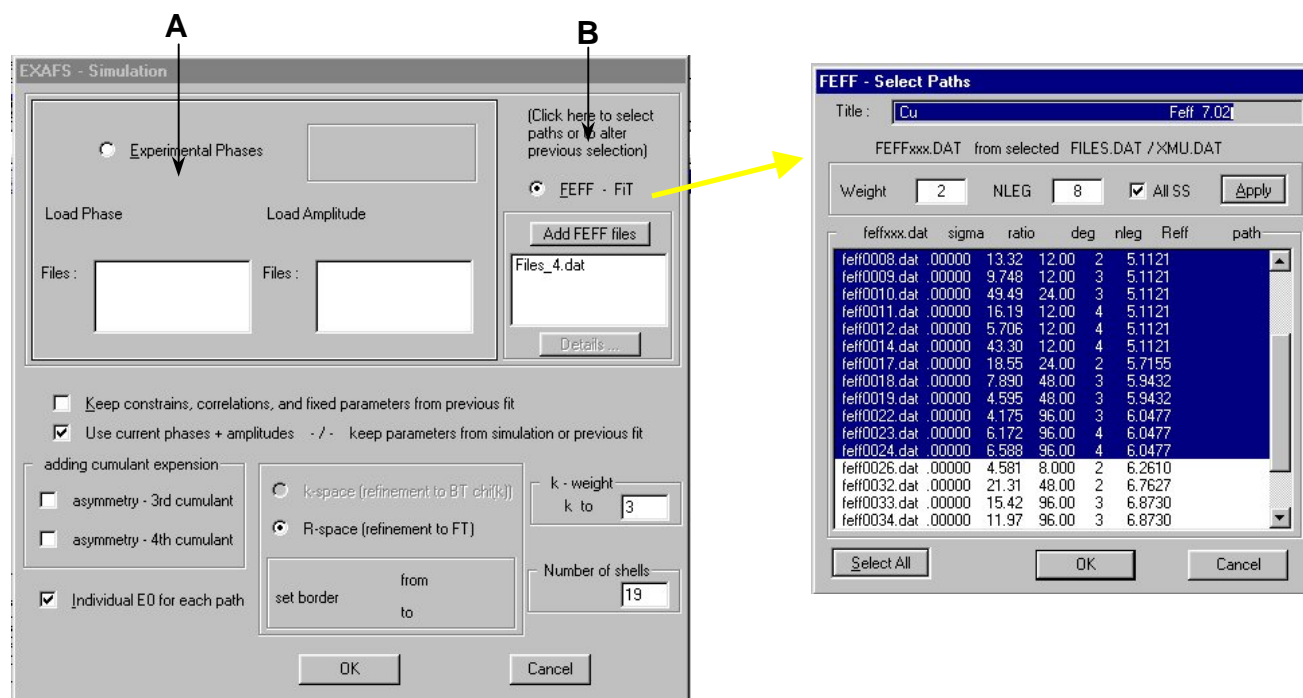 A
B
EXAFS - Simulation
Experimental Phases
(Click here to select
paths or to alter
previous selection)
FEFF - FiT
Load Phase
Load Amplitude
Files :
Files :
Add FEFF files
Files_4.dat
Details ...
Keep constrains, correlations, and fixed parameters from previous fit
Use current phases + amplitudes - / - keep parameters from simulation or previous fit
adding cumulant expension
asymmetry - 3rd cumulant
asymmetry - 4th cumulant
Individual E0 for each path
k-space (refinement to BT chi(k))
R-space (refinement to FT)
set border
from
to
k - weight
k to 3
Number of shells
19
OK
Cancel
FEFF - Select Paths
Title : Cu Feff 7.02
FEFFxxx.DAT from selected FILES.DAT / XMU.DAT
Weight 2 NLEG 8 All SS Apply
feffxxx.dat sigma ratio deg nleg Reff path
feff0008.dat .00000 13.32 12.00 2 5.1121
feff0009.dat .00000 9.748 12.00 3 5.1121
feff0010.dat .00000 49.49 24.00 3 5.1121
feff0011.dat .00000 16.19 12.00 4 5.1121
feff0012.dat .00000 5.706 12.00 4 5.1121
feff0014.dat .00000 43.30 12.00 4 5.1121
feff0017.dat .00000 18.55 24.00 2 5.7155
feff0018.dat .00000 7.890 48.00 3 5.9432
feff0019.dat .00000 4.595 48.00 3 5.9432
feff0022.dat .00000 4.175 96.00 3 6.0477
feff0023.dat .00000 6.172 96.00 4 6.0477
feff0024.dat .00000 6.588 96.00 4 6.0477
feff0026.dat .00000 4.581 8.000 2 6.2610
feff0032.dat .00000 21.31 48.00 2 6.7627
feff0033.dat .00000 15.42 96.00 3 6.8730
feff0034.dat .00000 11.97 96.00 3 6.8730
Select All
OK
Cancel